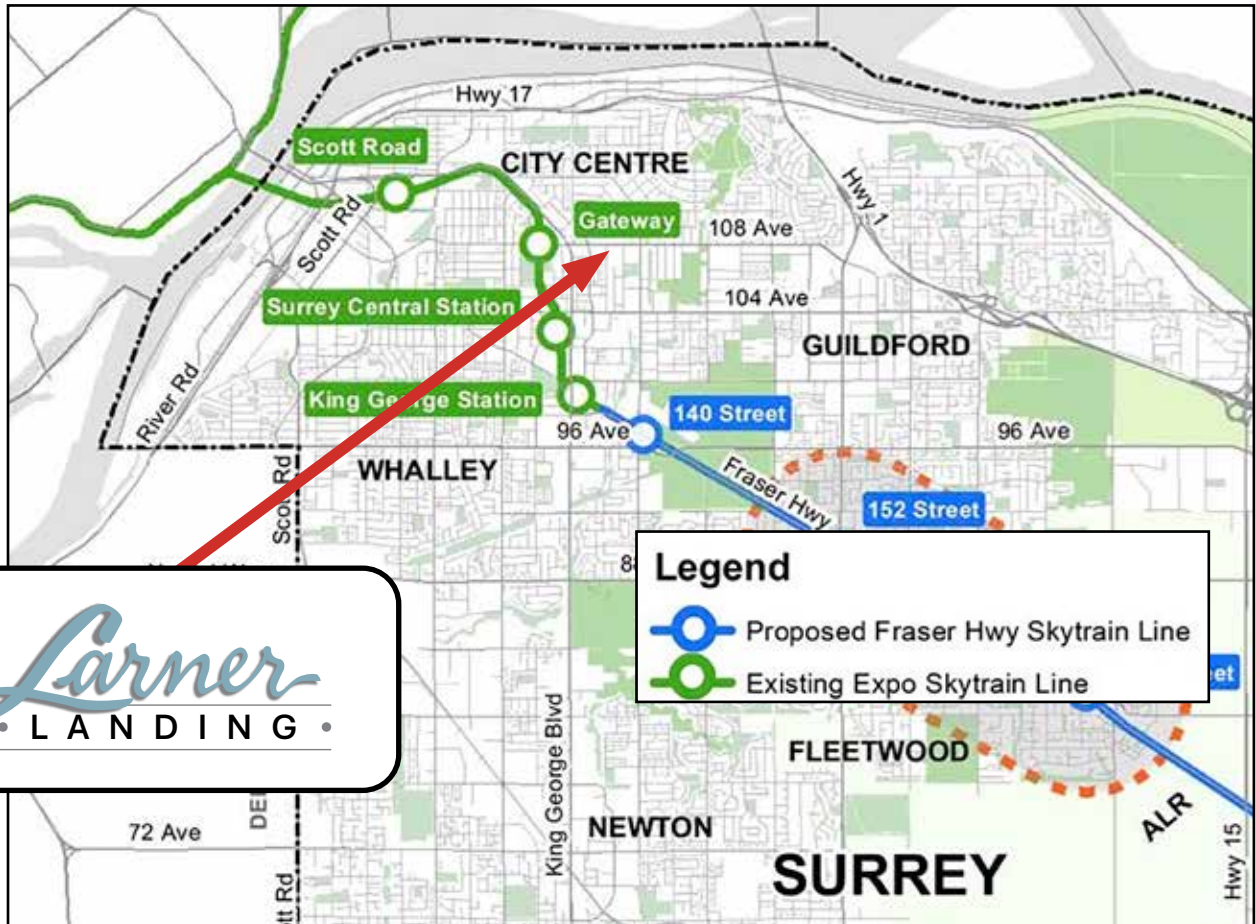 Hwy 17
Scott Road
CITY CENTRE
Hwy 1
Scott Rd
Gateway
108 Ave
Surrey Central Station
104 Ave
GUILDFORD
River Rd
King George Station
140 Street
96 Ave
96 Ave
WHALLEY
Scott Rd
Fraser Hwy
152 Street
Legend
Proposed Fraser Hwy Skytrain Line
Existing Expo Skytrain Line
Larner
• LANDING •
King George Blvd
FLEETWOOD
NEWTON
72 Ave
ALR
SURREY
Hwy 15